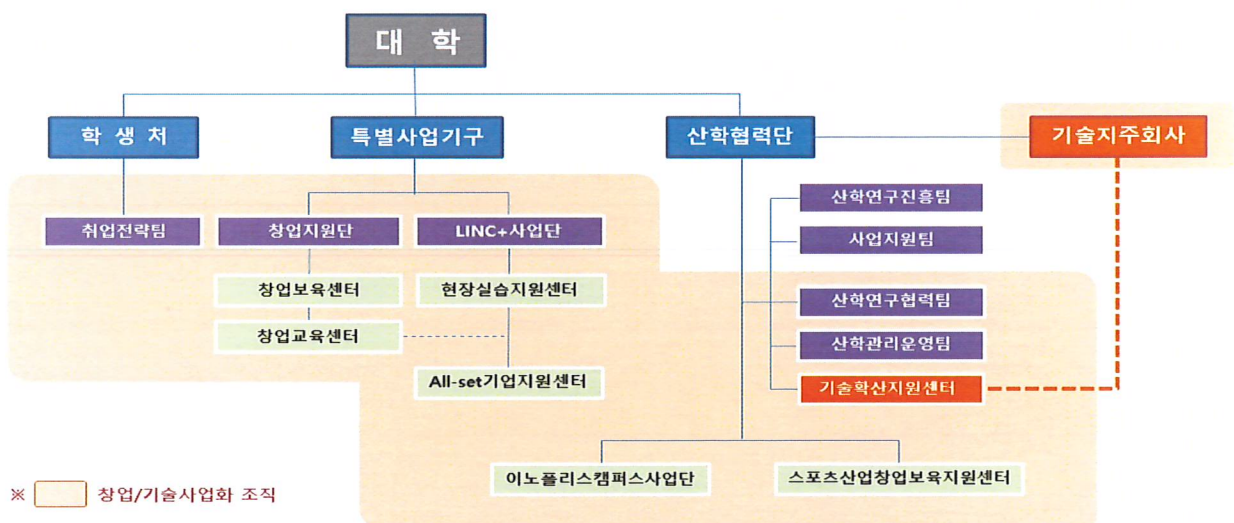 대 학
학 생 처
특별사업기구
산학협력단
기술지주회사
산학연구진흥팀
취업전략팀
창업지원단
LINC+사업단
사업지원팀
창업보육센터
현장실습지원센터
산학연구협력팀
창업교육센터
산학관리운영팀
All-set기업지원센터
기술확산지원센터
이노폴리스캠퍼스사업단
스포츠산업창업보육지원센터
※ 창업/기술사업화 조직